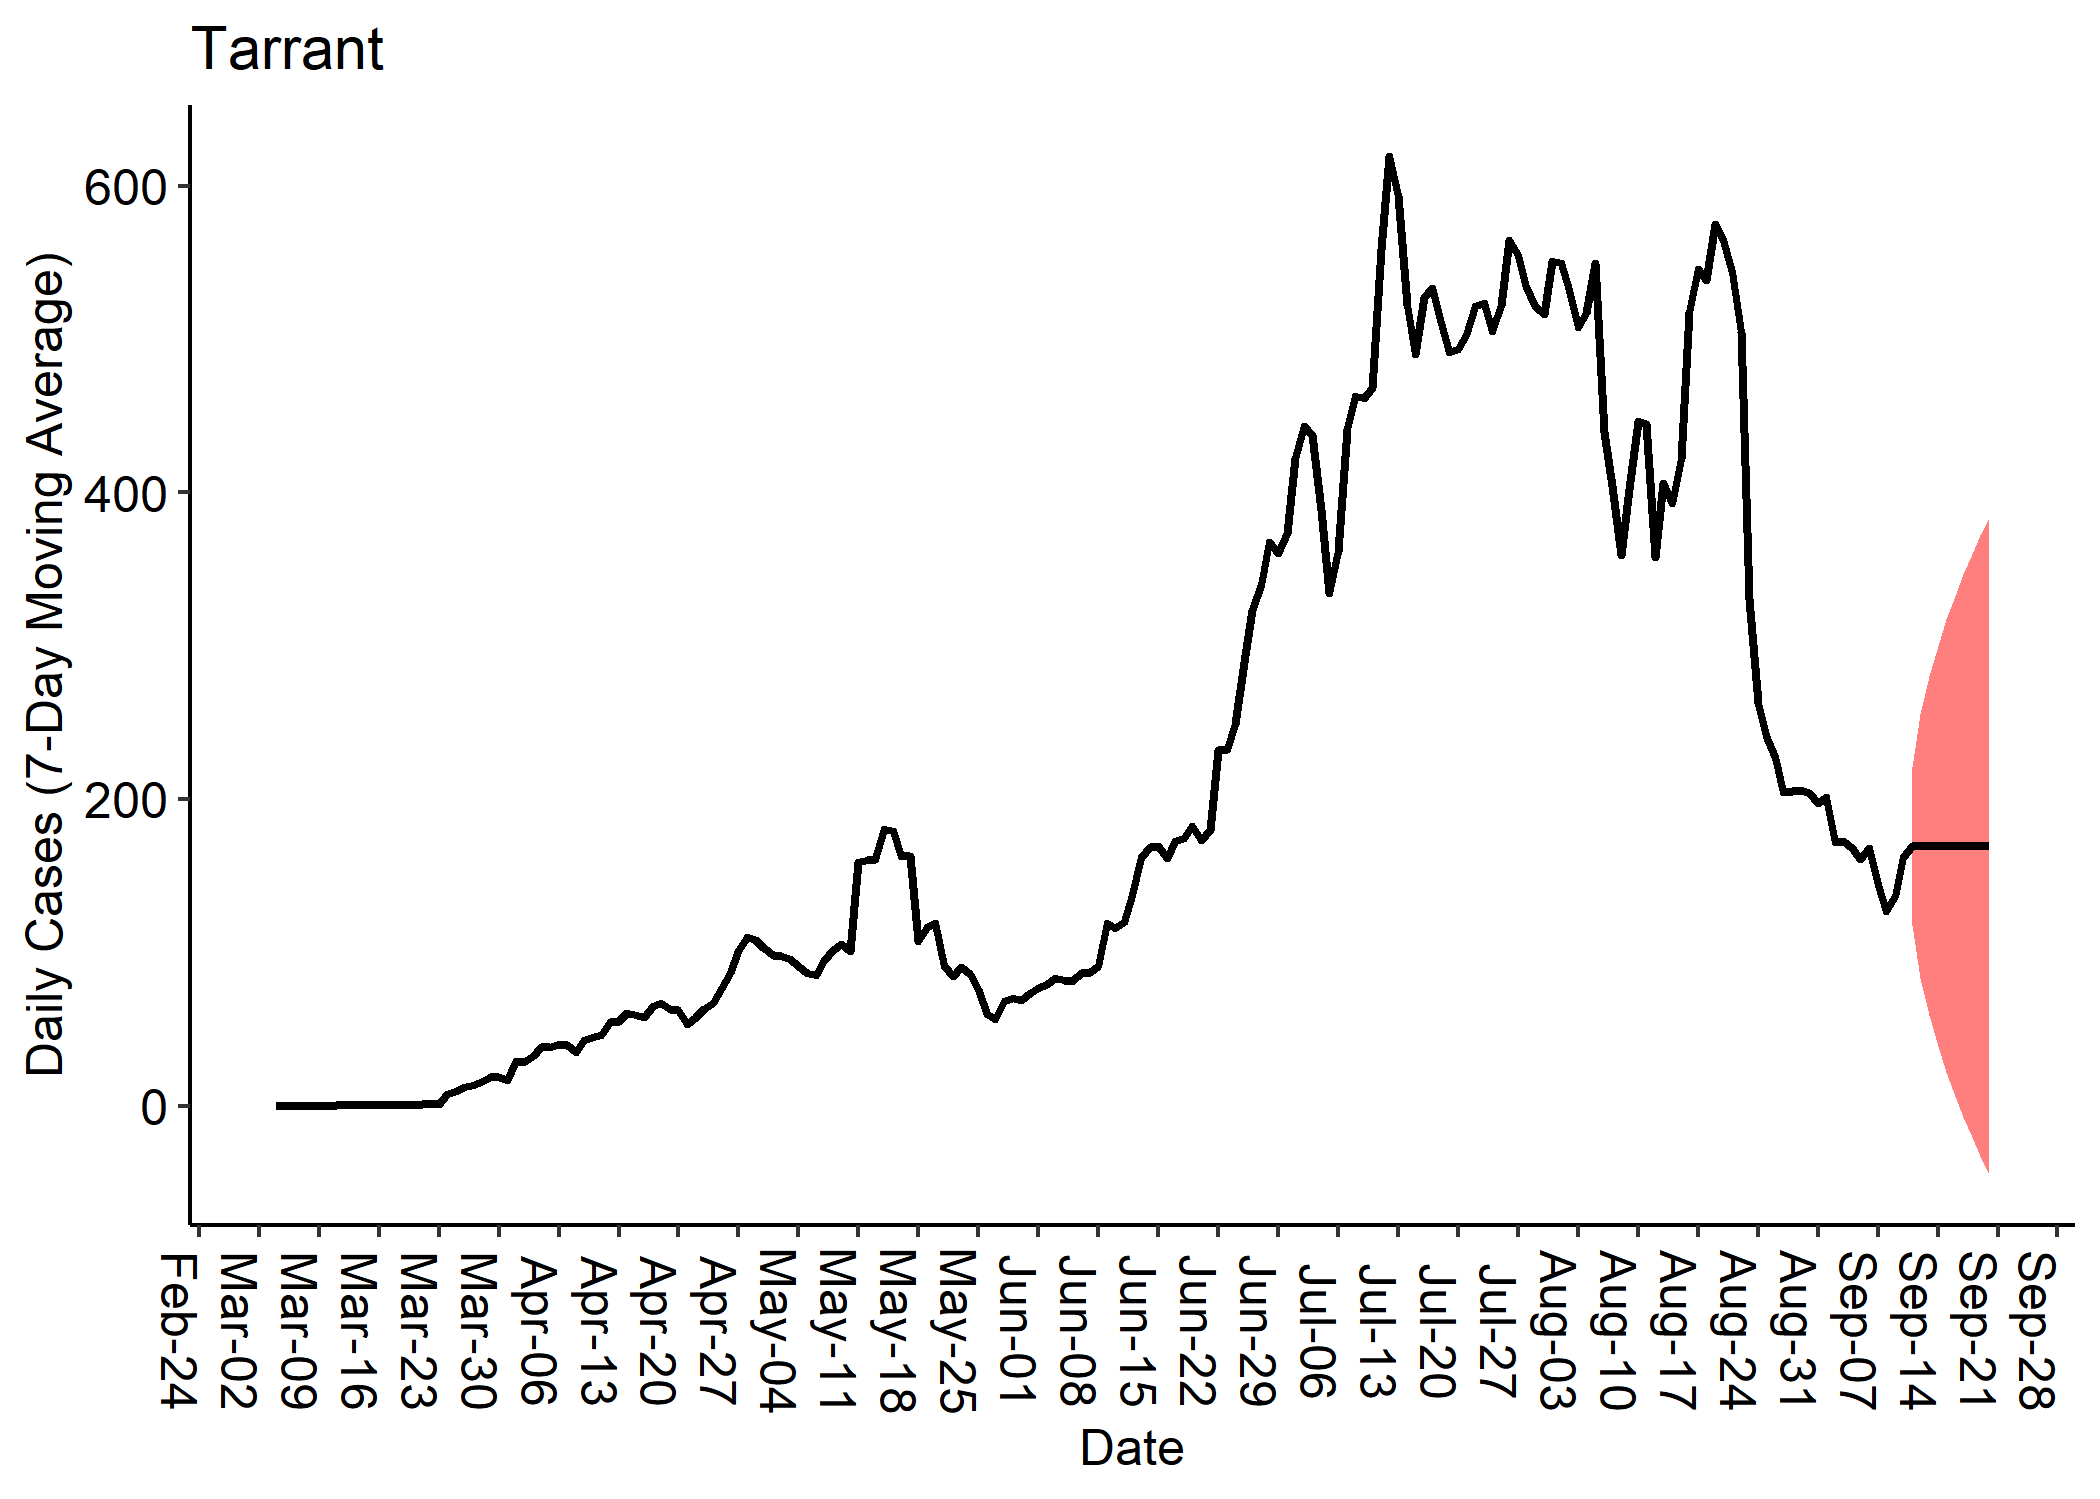 Tarrant
Daily Cases (7-Day Moving Average)
600
400
200
0
Feb-24
Mar-02
Mar-09
Mar-16
Mar-23
Mar-30
Apr-06
Apr-13
Apr-20
Apr-27
May-04
May-11
May-18
May-25
Jun-01
Jun-08
Jun-15
Jun-22
Jun-29
Jul-06
Jul-13
Jul-20
Jul-27
Aug-03
Aug-10
Aug-17
Aug-24
Aug-31
Sep-07
Sep-14
Sep-21
Sep-28
Date